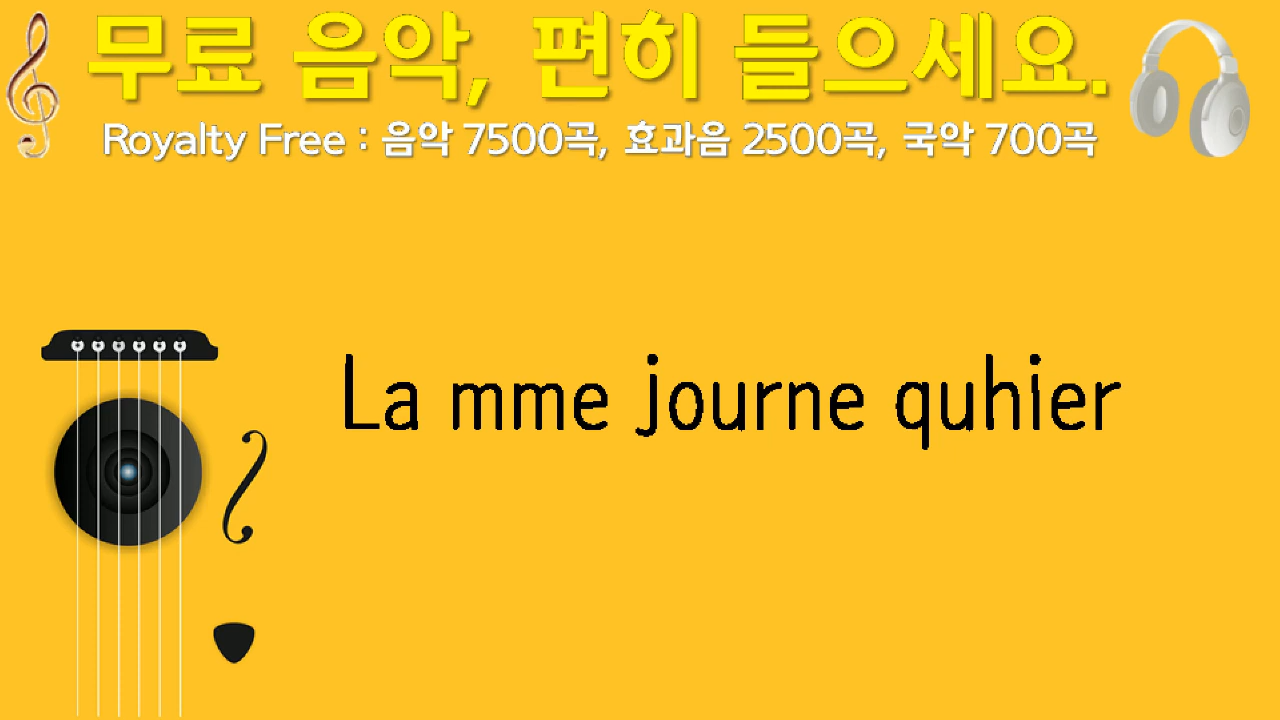 무료 음악, 편히 들으세요.
Royalty Free : 음악 7500곡, 효과음 2500곡, 국악 700곡
La mme journe quhier